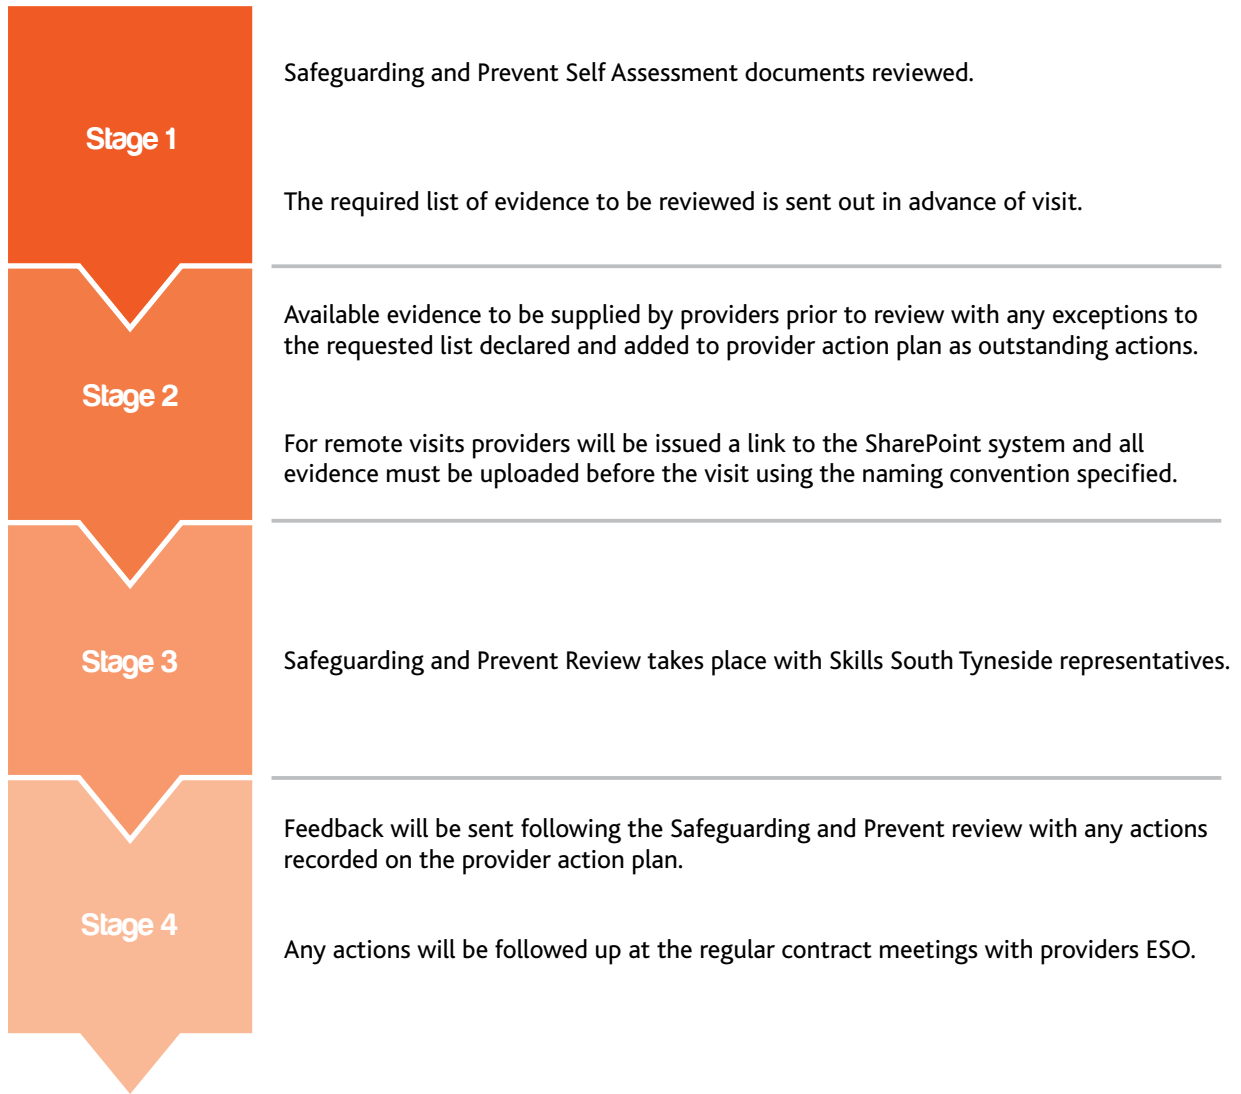 Stage 1
Safeguarding and Prevent Self Assessment documents reviewed.
The required list of evidence to be reviewed is sent out in advance of visit.
Stage 2
Available evidence to be supplied by providers prior to review with any exceptions to
the requested list declared and added to provider action plan as outstanding actions.
For remote visits providers will be issued a link to the SharePoint system and all
evidence must be uploaded before the visit using the naming convention specified.
Stage 3
Safeguarding and Prevent Review takes place with Skills South Tyneside representatives.
Stage 4
Feedback will be sent following the Safeguarding and Prevent review with any actions
recorded on the provider action plan.
Any actions will be followed up at the regular contract meetings with providers ESO.